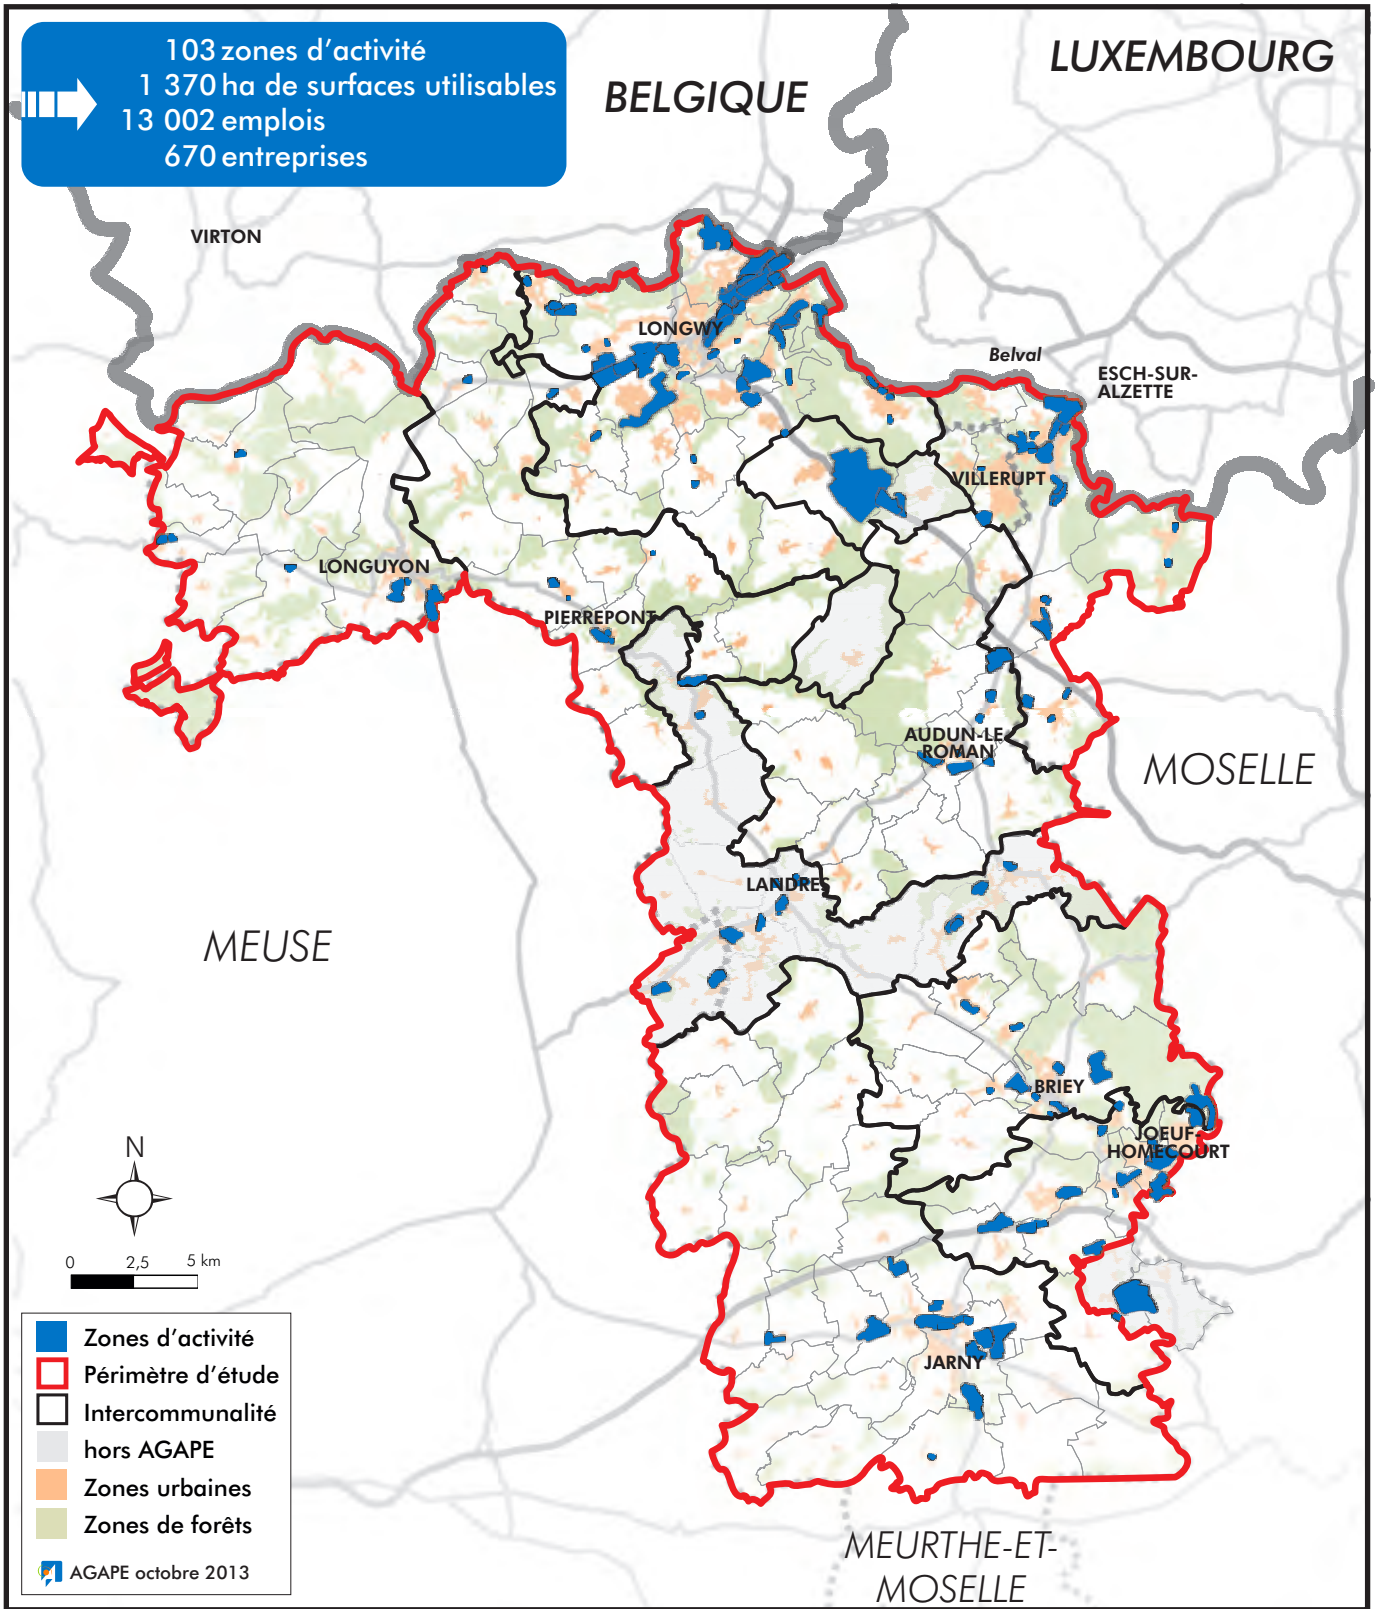 103 zones d'activité
1 370 ha de surfaces utilisables
13 002 emplois
670 entreprises
LUXEMBOURG
BELGIQUE
VIRTON
LONGWY
Belval
ESCH-SUR-
ALZETTE
VILLERUPT
LONGUYON
PIERREPONT
AUDUN-LE-
ROMAN
MOSELLE
LANDRES
MEUSE
BRIEY
JOEUF-
HOMECOURT
N
0 2,5 5 km
JARNY
Zones d'activité
Périmètre d'étude
Intercommunalité
hors AGAPE
Zones urbaines
Zones de forêts
AGAPE octobre 2013
MEURTHE-ET-
MOSELLE